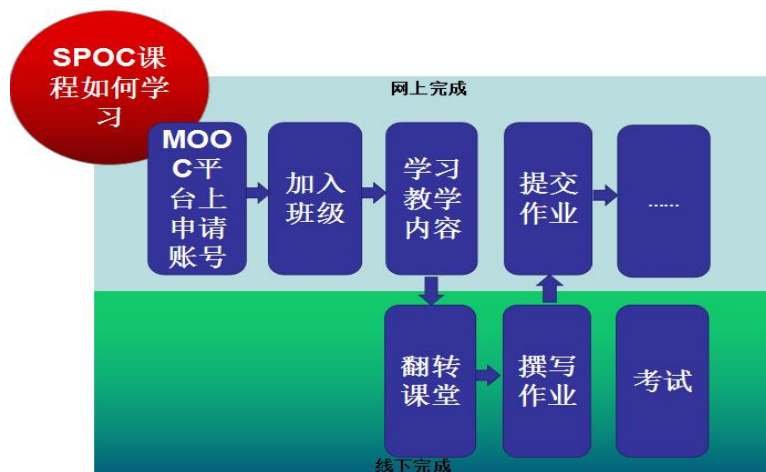 SPOC课
程如何学
习
网上完成
MOO
C平
台上
申请
账号
加入
班级
学习
教学
内容
提交
作业
……
翻转
课堂
撰写
作业
考试
线下完成